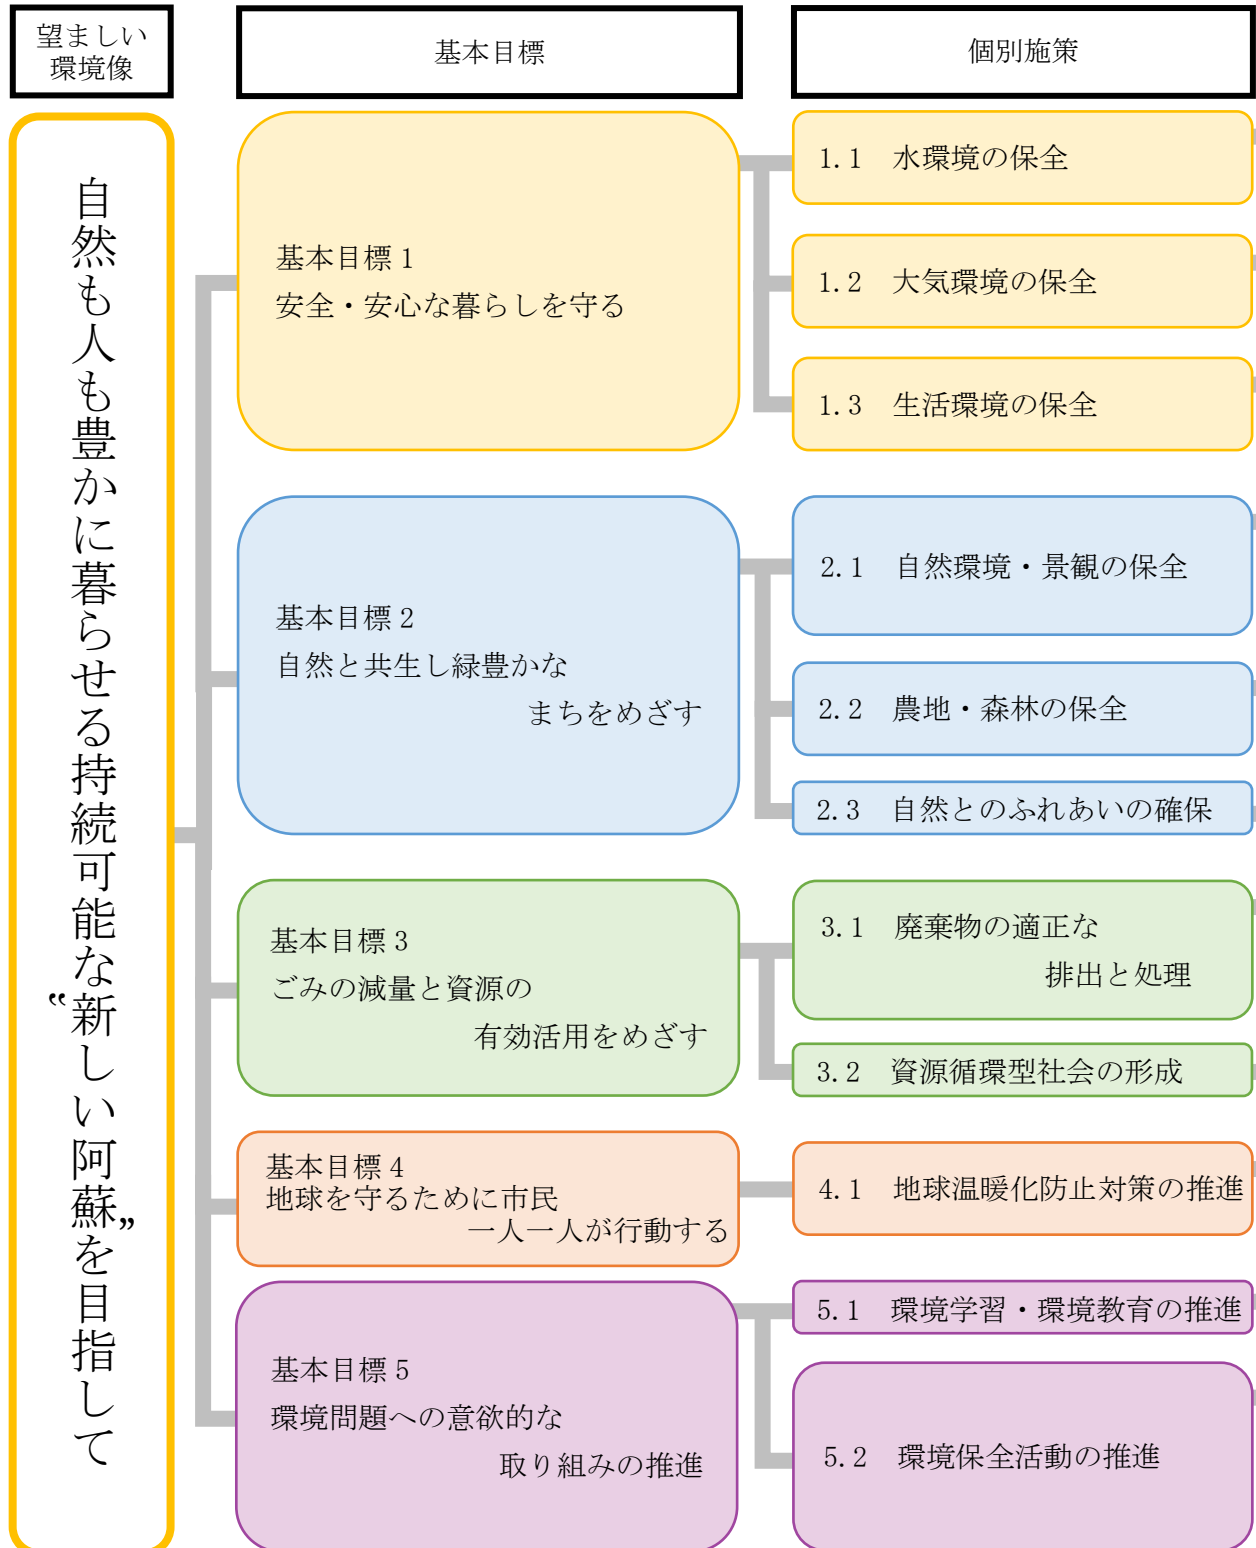 望ましい
環境像
基本目標
個別施策
自然も人も豊かに暮らせる持続可能な〝新しい阿蘇〟を目指して
基本目標1
安全・安心な暮らしを守る
1.1 水環境の保全
1.2 大気環境の保全
1.3 生活環境の保全
基本目標2
自然と共生し緑豊かな
まちをめざす
2.1 自然環境・景観の保全
2.2 農地・森林の保全
2.3 自然とのふれあいの確保
基本目標3
ごみの減量と資源の
有効活用をめざす
3.1 廃棄物の適正な
排出と処理
3.2 資源循環型社会の形成
基本目標4
地球を守るために市民
一人一人が行動する
4.1 地球温暖化防止対策の推進
基本目標5
環境問題への意欲的な
取り組みの推進
5.1 環境学習・環境教育の推進
5.2 環境保全活動の推進